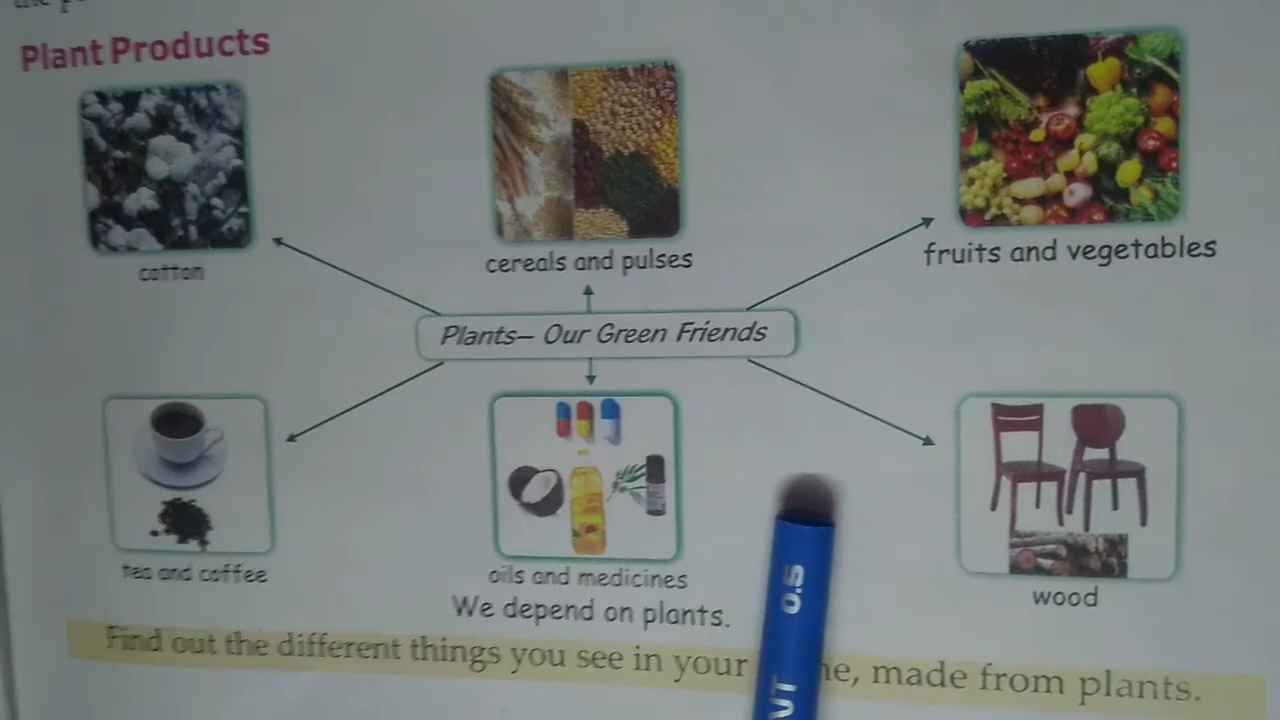 Plant Products
cotton
cereals and pulses
fruits and vegetables
Plants– Our Green Friends
tea and coffee
oils and medicines
wood
We depend on plants.
Find out the different things you see in your made from plants.
0.5
VT